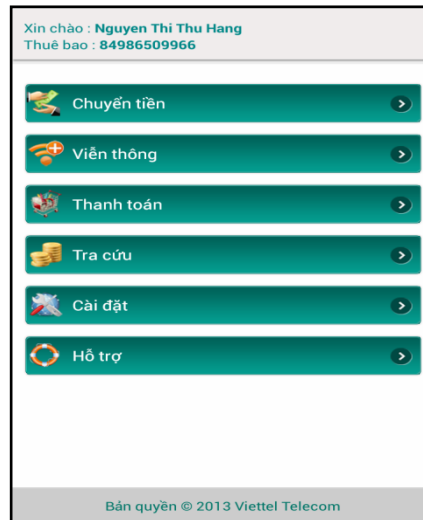 Xin chào : Nguyen Thi Thu Hang
Thuê bao : 84986509966
Chuyển tiền
Viễn thông
Thanh toán
Tra cứu
Cài đặt
Hỗ trợ
Bản quyền © 2013 Viettel Telecom